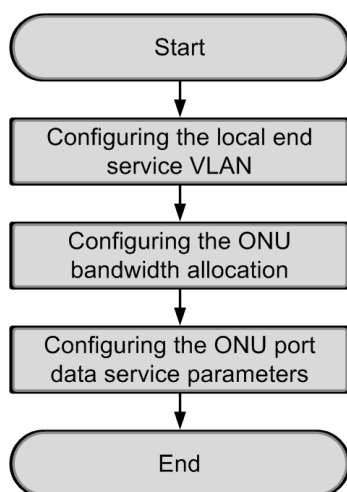 Start
Configuring the local end
service VLAN
Configuring the ONU
bandwidth allocation
Configuring the ONU port
data service parameters
End